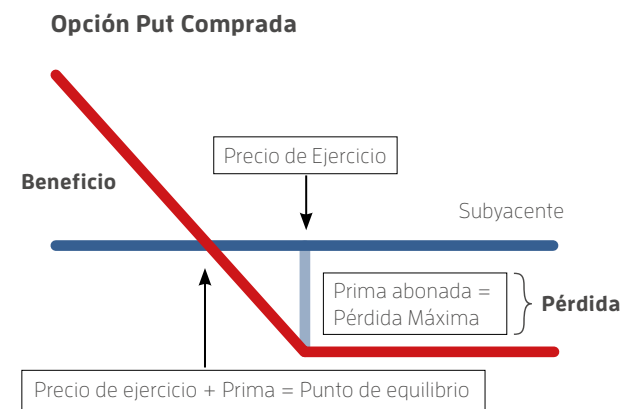 Opción Put Comprada
Precio de Ejercicio
Beneficio
Subyacente
Prima abonada =
Pérdida Máxima
Pérdida
Precio de ejercicio + Prima = Punto de equilibrio